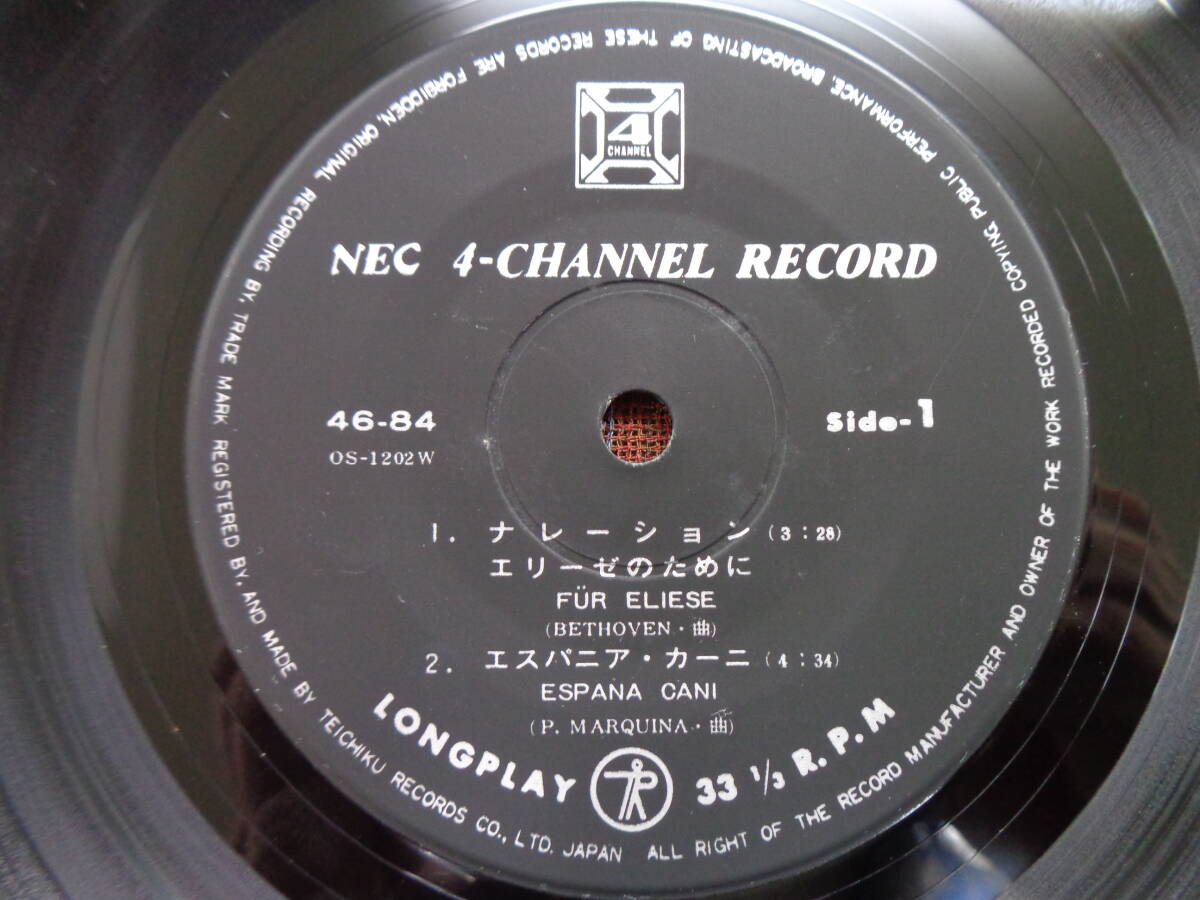 4
CHANNEL
NEC 4-CHANNEL RECORD
46-84
Side-1
OS-1202W
1. ナレーション (3:28)
エリーゼのために
FÜR ELIESE
(BETHOVEN・曲)
2. エスパニア・カーニ (4:34)
ESPANA CANI
(P. MARQUINA・曲)
LONGPLAY 33 1/3 R.P.M
ORIGINAL RECORDING BY, TRADE MARK REGISTERED BY, AND MADE BY TEICHIKU RECORDS CO., LTD. JAPAN ALL RIGHT OF THE RECORD MANUFACTURER AND OWNER OF THE WORK RECORDED COPYING PUBLIC PERFORMANCE, BROADCASTING OF THESE RECORDS ARE FORBIDDEN,